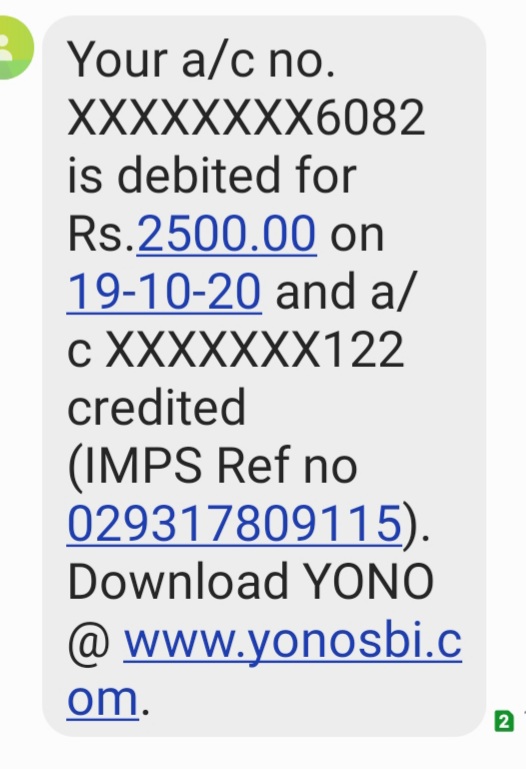 Your a/c no.
XXXXXXXX6082
is debited for
Rs.2500.00 on
19-10-20 and a/
c XXXXXXX122
credited
(IMPS Ref no
029317809115).
Download YONO
@ www.yonosbi.c
om.
2